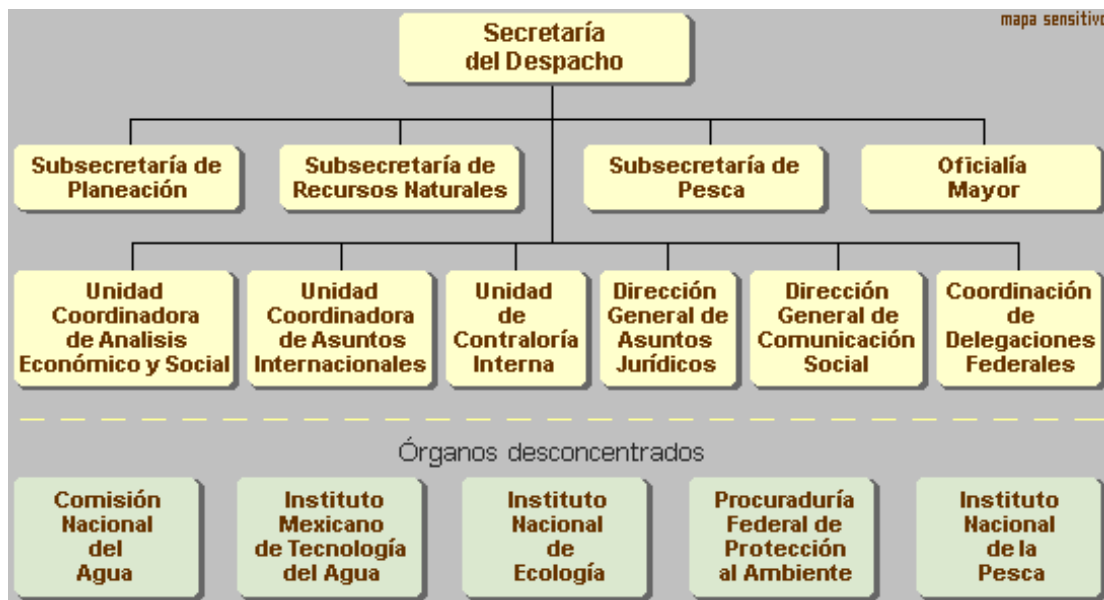 mapa sensitivo
Secretaría
del Despacho
Subsecretaría de
Planeación
Subsecretaría de
Recursos Naturales
Subsecretaría de
Pesca
Oficialía
Mayor
Unidad
Coordinadora
de Analisis
Económico y Social
Unidad
Coordinadora
de Asuntos
Internacionales
Unidad
de
Contraloría
Interna
Dirección
General de
Asuntos
Jurídicos
Dirección
General de
Comunicación
Social
Coordinación
de
Delegaciones
Federales
Órganos desconcentrados
Comisión
Nacional
del
Agua
Instituto
Mexicano
de Tecnología
del Agua
Instituto
Nacional
de
Ecología
Procuraduría
Federal de
Protección
al Ambiente
Instituto
Nacional
de la
Pesca